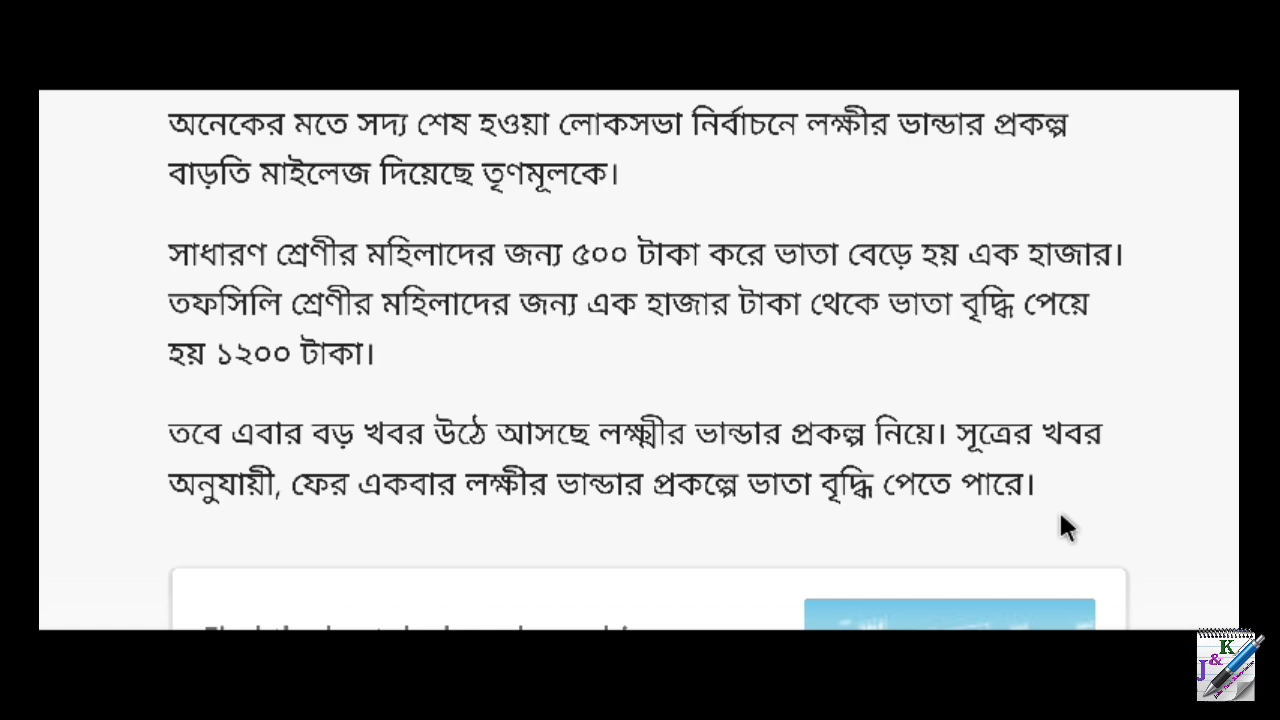 অনেকের মতে সদ্য শেষ হওয়া লোকসভা নির্বাচনে লক্ষীর ভান্ডার প্রকল্প
বাড়তি মাইলেজ দিয়েছে তৃণমূলকে।
সাধারণ শ্রেণীর মহিলাদের জন্য ৫০০ টাকা করে ভাতা বেড়ে হয় এক হাজার।
তফসিলি শ্রেণীর মহিলাদের জন্য এক হাজার টাকা থেকে ভাতা বৃদ্ধি পেয়ে
হয় ১২০০ টাকা।
তবে এবার বড় খবর উঠে আসছে লক্ষ্মীর ভান্ডার প্রকল্প নিয়ে। সূত্রের খবর
অনুযায়ী, ফের একবার লক্ষীর ভান্ডার প্রকল্পে ভাতা বৃদ্ধি পেতে পারে।
J&K